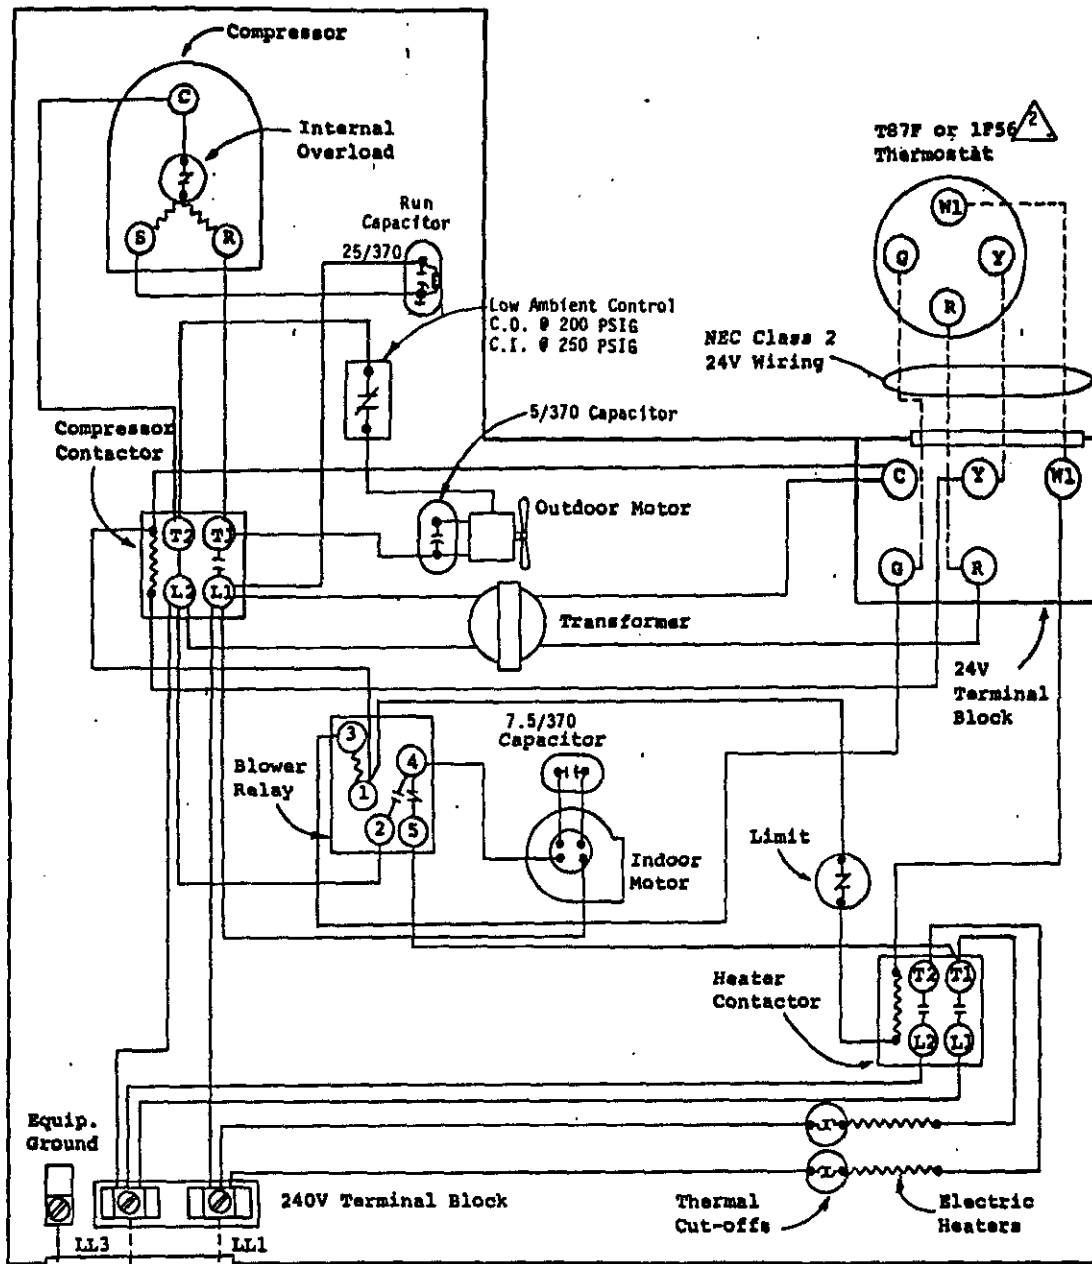 Compressor
C
Internal
Overload
S
R
Run
Capacitor
25/370
T87F or 1F56
2
Thermostat
W1
G
Y
R
Low Ambient Control
C.O. @ 200 PSIG
C.I. @ 250 PSIG
NEC Class 2
24V Wiring
5/370 Capacitor
Compressor
Contactor
Outdoor Motor
C
Y
W1
T2
T1
G
R
L2
L1
Transformer
24V
Terminal
Block
7.5/370
Capacitor
Blower
Relay
3
4
1
2
5
Indoor
Motor
Limit
Heater
Contactor
T2
T1
L2
L1
Equip.
Ground
240V Terminal Block
Thermal
Cut-offs
Electric
Heaters
LL3
LL1